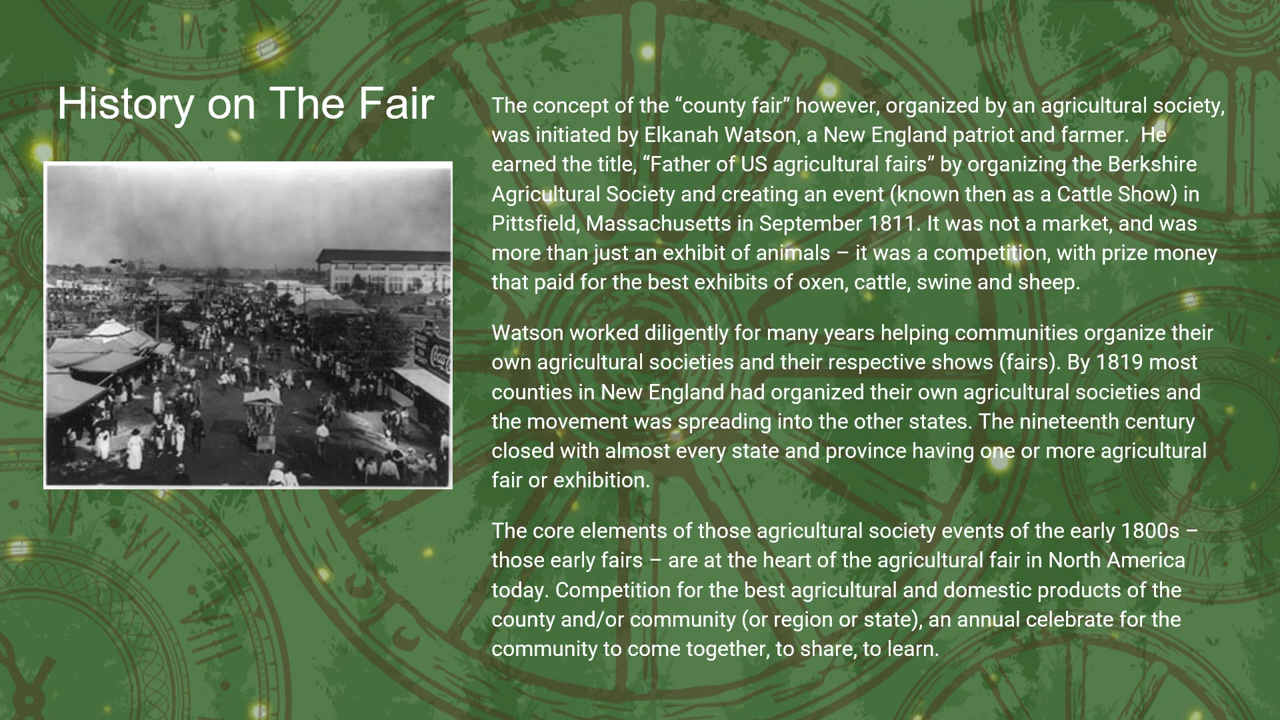 History on The Fair
The concept of the “county fair” however, organized by an agricultural society,
was initiated by Elkanah Watson, a New England patriot and farmer.  He
earned the title, “Father of US agricultural fairs” by organizing the Berkshire
Agricultural Society and creating an event (known then as a Cattle Show) in
Pittsfield, Massachusetts in September 1811. It was not a market, and was
more than just an exhibit of animals – it was a competition, with prize money
that paid for the best exhibits of oxen, cattle, swine and sheep.
Watson worked diligently for many years helping communities organize their
own agricultural societies and their respective shows (fairs). By 1819 most
counties in New England had organized their own agricultural societies and
the movement was spreading into the other states. The nineteenth century
closed with almost every state and province having one or more agricultural
fair or exhibition.
The core elements of those agricultural society events of the early 1800s –
those early fairs – are at the heart of the agricultural fair in North America
today. Competition for the best agricultural and domestic products of the
county and/or community (or region or state), an annual celebrate for the
community to come together, to share, to learn.